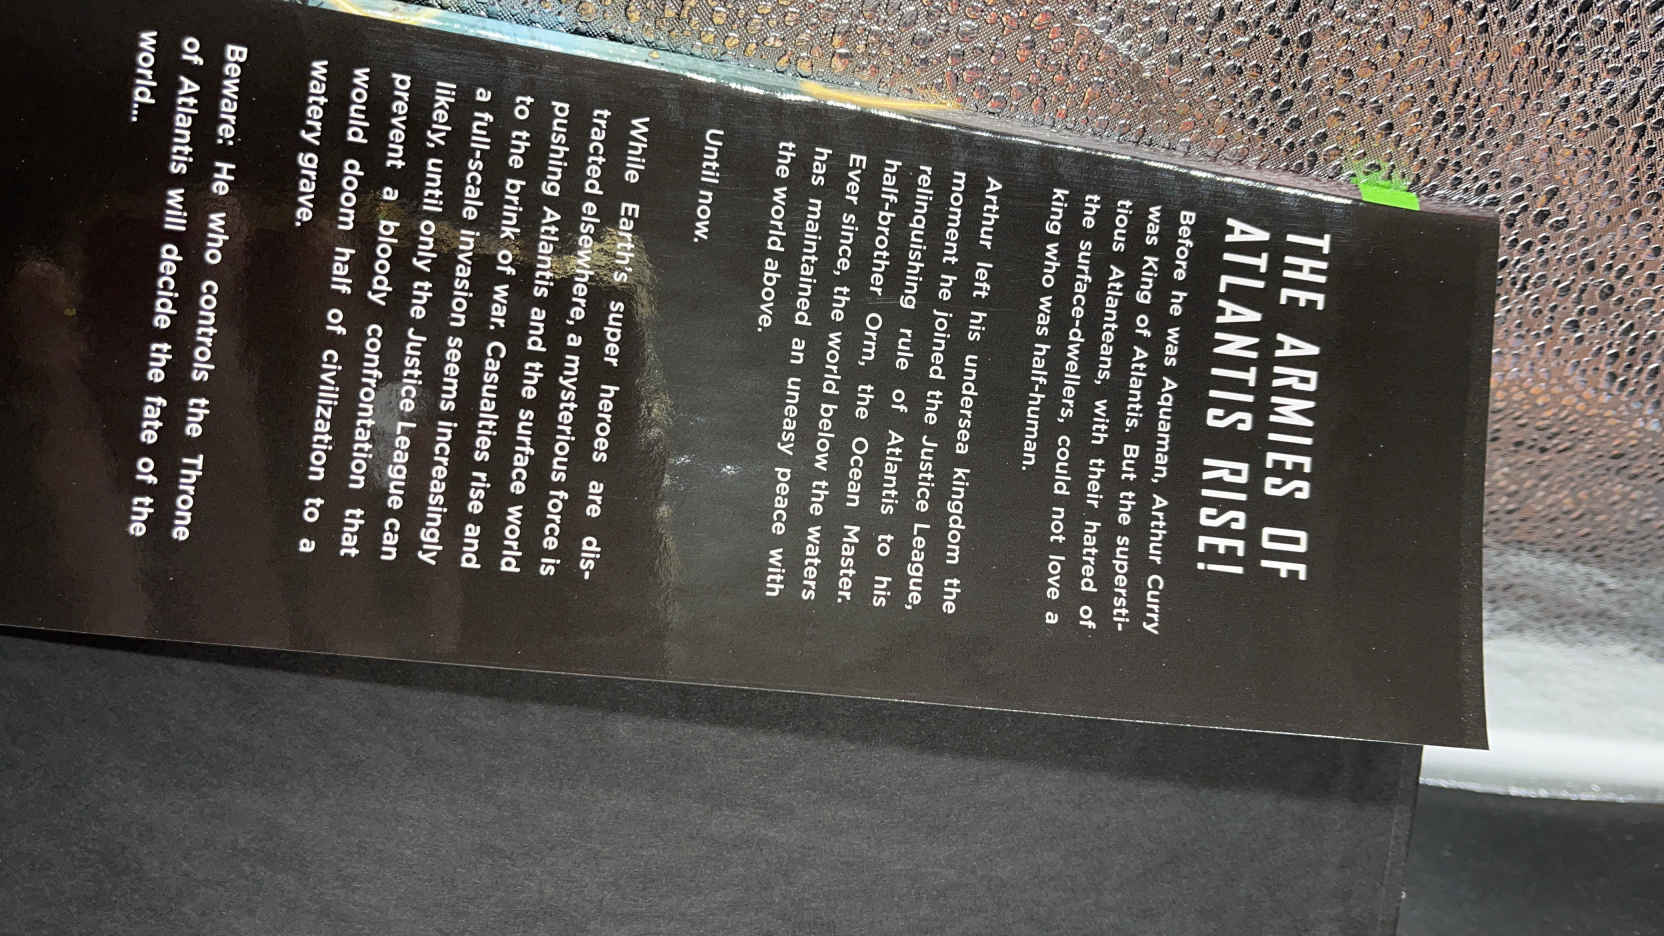 THE ARMIES OF
ATLANTIS RISE!
Before he was Aquaman, Arthur Curry
was King of Atlantis. But the supersti-
tious Atlanteans, with their hatred of
the surface-dwellers, could not love a
king who was half-human.
Arthur left his undersea kingdom the
moment he joined the Justice League,
relinquishing rule of Atlantis to his
half-brother Orm, the Ocean Master.
Ever since, the world below the waters
has maintained an uneasy peace with
the world above.
Until now.
While Earth's super heroes are dis-
tracted elsewhere, a mysterious force is
pushing Atlantis and the surface world
to the brink of war. Casualties rise and
a full-scale invasion seems increasingly
likely, until only the Justice League can
prevent a bloody confrontation that
would doom half of civilization to a
watery grave.
Beware: He who controls the Throne
of Atlantis will decide the fate of the
world...